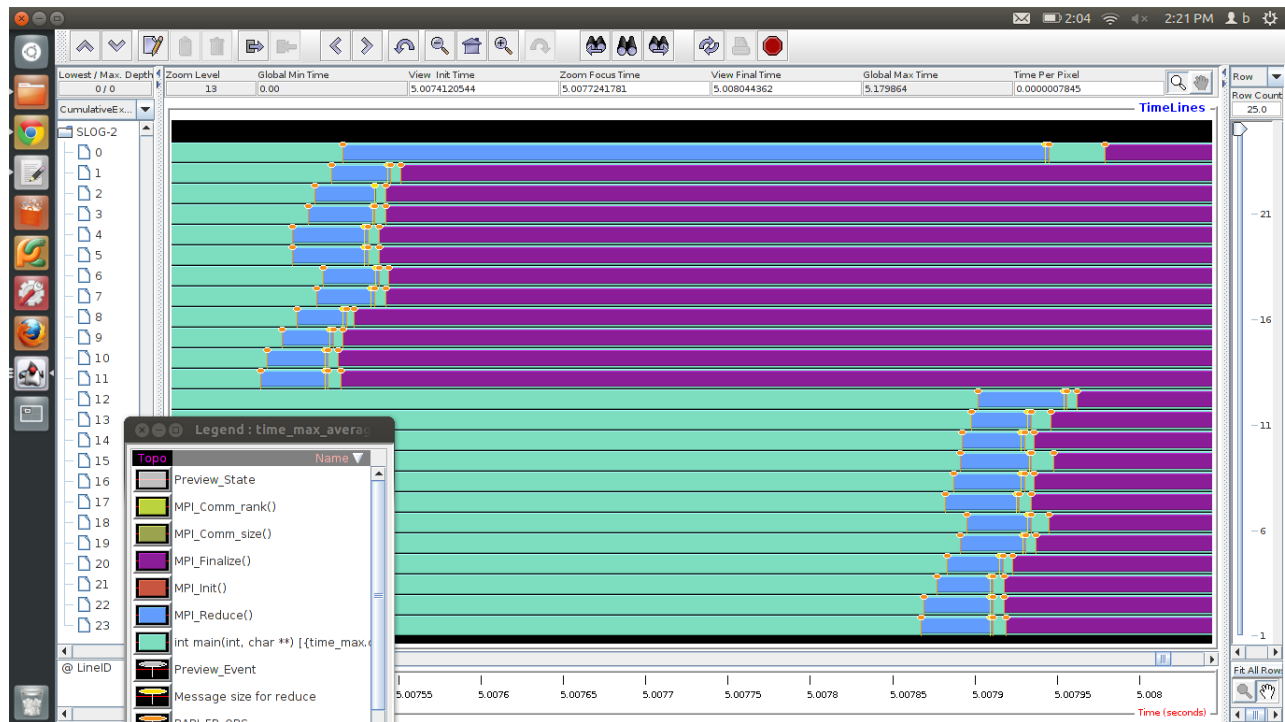 2:04 2:21 PM b
Lowest / Max. Depth Zoom Level Global Min Time View Init Time Zoom Focus Time View Final Time Global Max Time Time Per Pixel Row
0 / 0 13 0.00 5.0074120544 5.0077241781 5.008044362 5.179864 0.0000007845 Row Count
CumulativeEx... TimeLines 25.0
SLOG-2
0
1
2
3
21
4
5
6
7
8
16
9
10
11
12
13
11
14
Legend : time_max_averag
15
Topo Name
16
Preview_State
17
MPI_Comm_rank()
18
6
19
MPI_Comm_size()
20
MPI_Finalize()
21
MPI_Init()
22
MPI_Reduce()
23
1
int main(int, char **) [{time_max.c
@ LineID
Preview_Event
Fit All Rows
5.00755 5.0076 5.00765 5.0077 5.00775 5.0078 5.00785 5.0079 5.00795 5.008
Message size for reduce
Time (seconds)